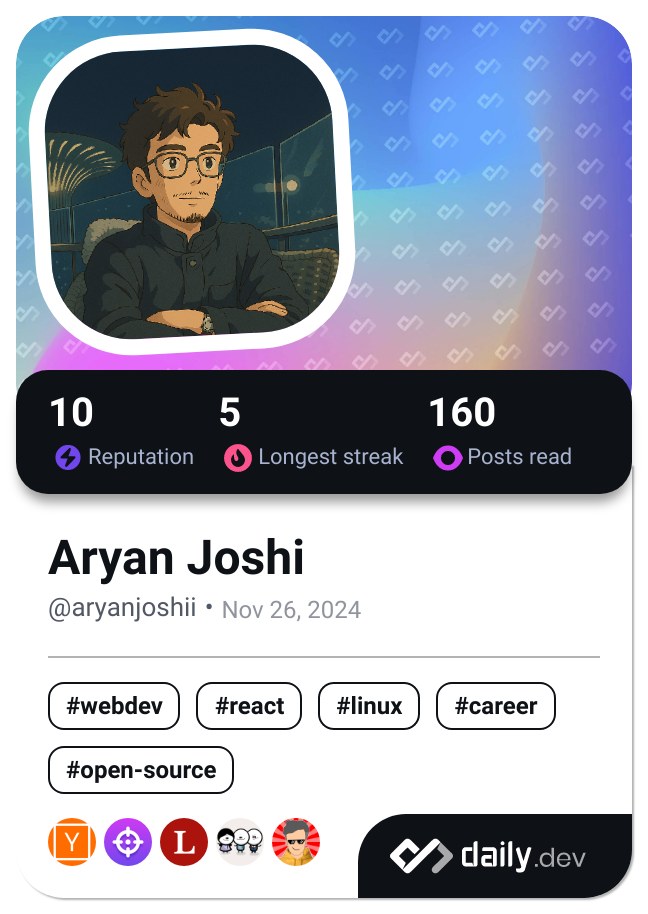 10 5 160
Reputation Longest streak Posts read
Aryan Joshi
@aryanjoshii • Nov 26, 2024
#webdev #react #linux #career
#open-source
Y L
daily.dev